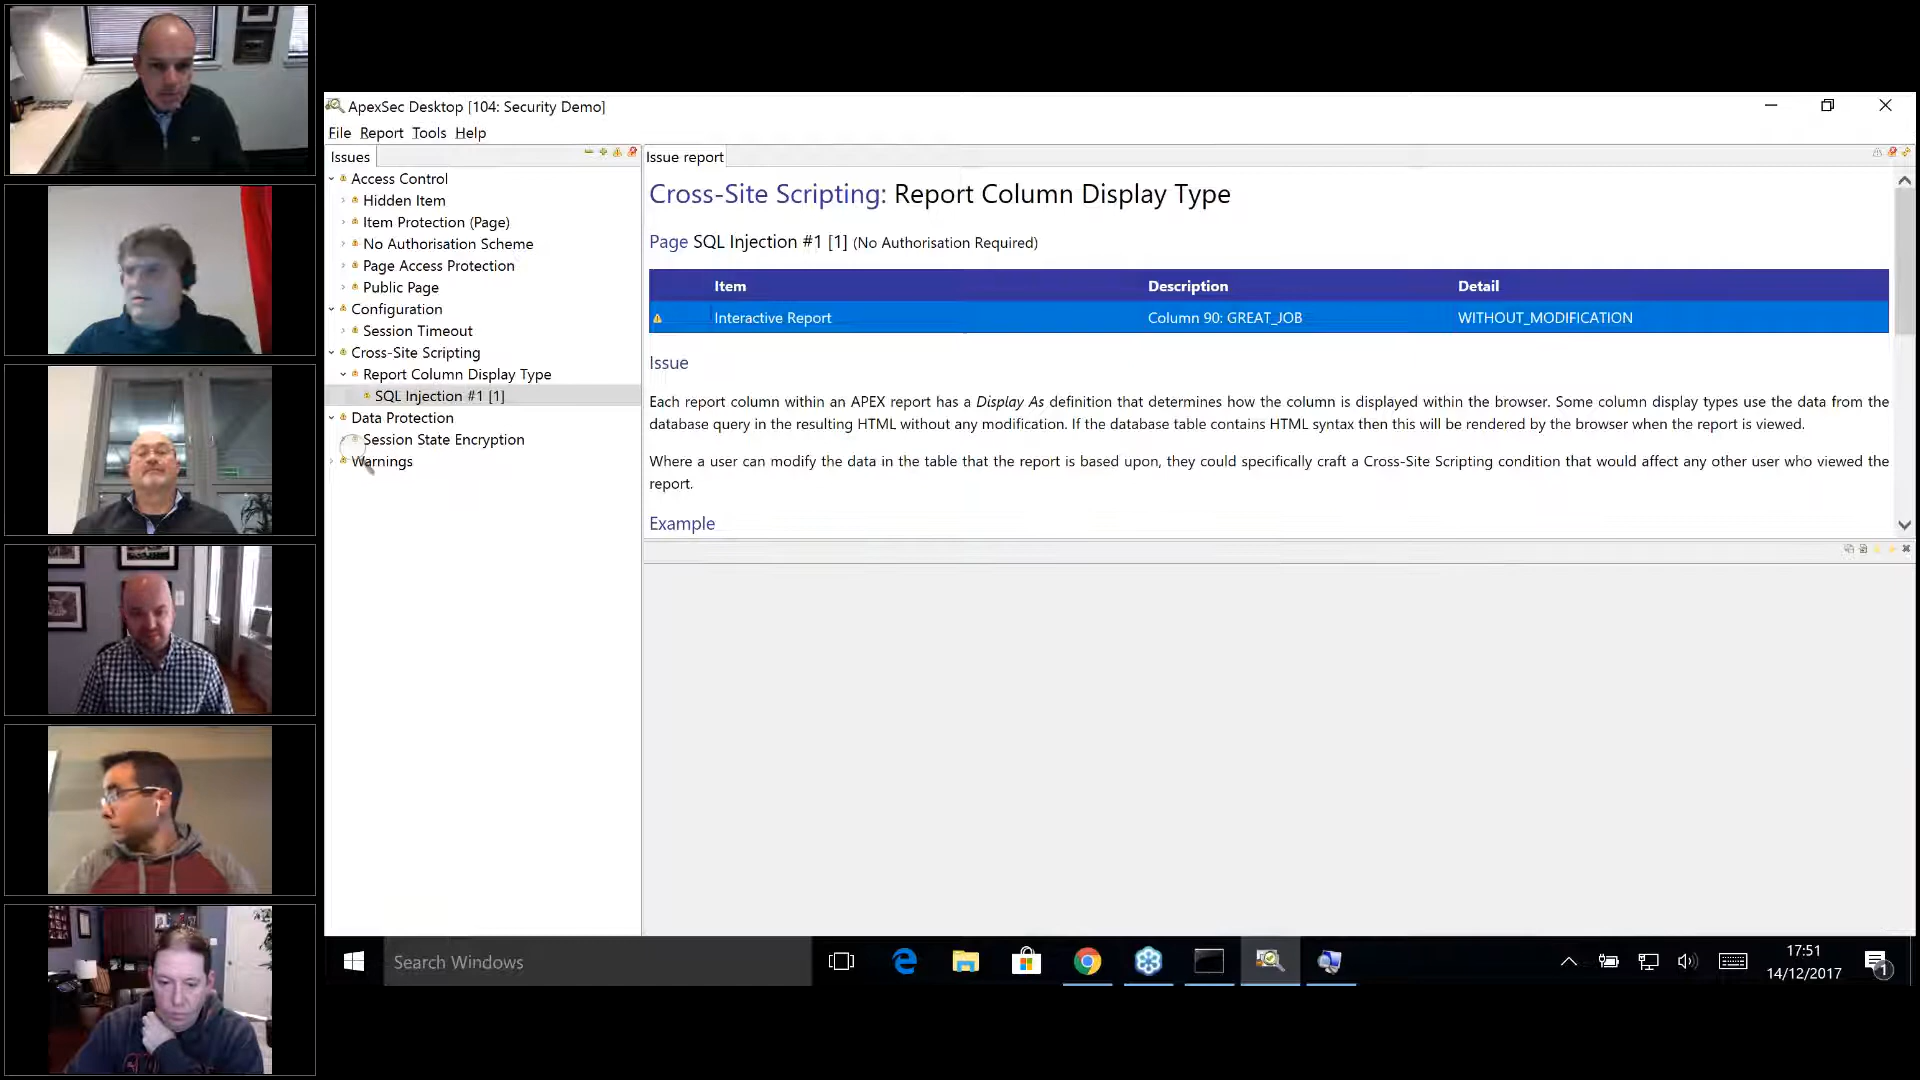 ApexSec Desktop [104: Security Demo]
File Report Tools Help
Issues
Access Control
Hidden Item
Item Protection (Page)
No Authorisation Scheme
Page Access Protection
Public Page
Configuration
Session Timeout
Cross-Site Scripting
Report Column Display Type
SQL Injection #1 [1]
Data Protection
Session State Encryption
Warnings
Issue report
Cross-Site Scripting: Report Column Display Type
Page SQL Injection #1 [1] (No Authorisation Required)
Item Description Detail
Interactive Report Column 90: GREAT_JOB WITHOUT_MODIFICATION
Issue
Each report column within an APEX report has a Display As definition that determines how the column is displayed within the browser. Some column display types use the data from the
database query in the resulting HTML without any modification. If the database table contains HTML syntax then this will be rendered by the browser when the report is viewed.
Where a user can modify the data in the table that the report is based upon, they could specifically craft a Cross-Site Scripting condition that would affect any other user who viewed the
report.
Example
Search Windows
17:51
14/12/2017
1